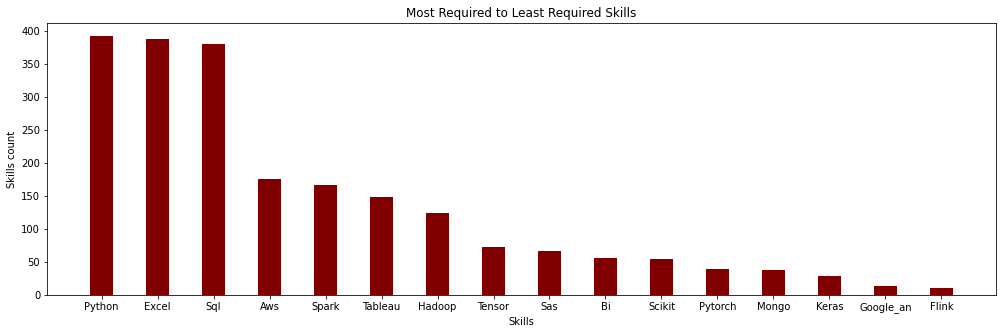 Most Required to Least Required Skills
Skills count
400
350
300
250
200
150
100
50
0
Python Excel Sql Aws Spark Tableau Hadoop Tensor Sas Bi Scikit Pytorch Mongo Keras Google_an Flink
Skills